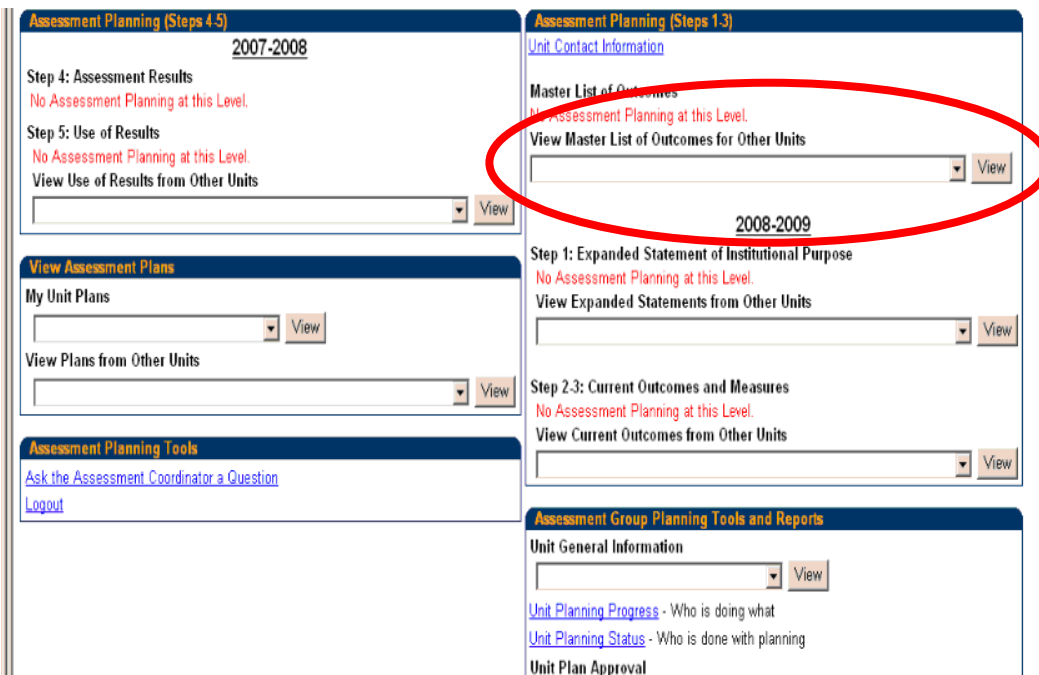 Assessment Planning (Steps 4-5)
2007-2008
Step 4: Assessment Results
No Assessment Planning at this Level.
Step 5: Use of Results
No Assessment Planning at this Level.
View Use of Results from Other Units
View
View Assessment Plans
My Unit Plans
View
View Plans from Other Units
View
Assessment Planning Tools
Ask the Assessment Coordinator a Question
Logout
Assessment Planning (Steps 1-3)
Unit Contact Information
Master List of Outcomes
No Assessment Planning at this Level.
View Master List of Outcomes for Other Units
View
2008-2009
Step 1: Expanded Statement of Institutional Purpose
No Assessment Planning at this Level.
View Expanded Statements from Other Units
View
Step 2-3: Current Outcomes and Measures
No Assessment Planning at this Level.
View Current Outcomes from Other Units
View
Assessment Group Planning Tools and Reports
Unit General Information
View
Unit Planning Progress - Who is doing what
Unit Planning Status - Who is done with planning
Unit Plan Approval